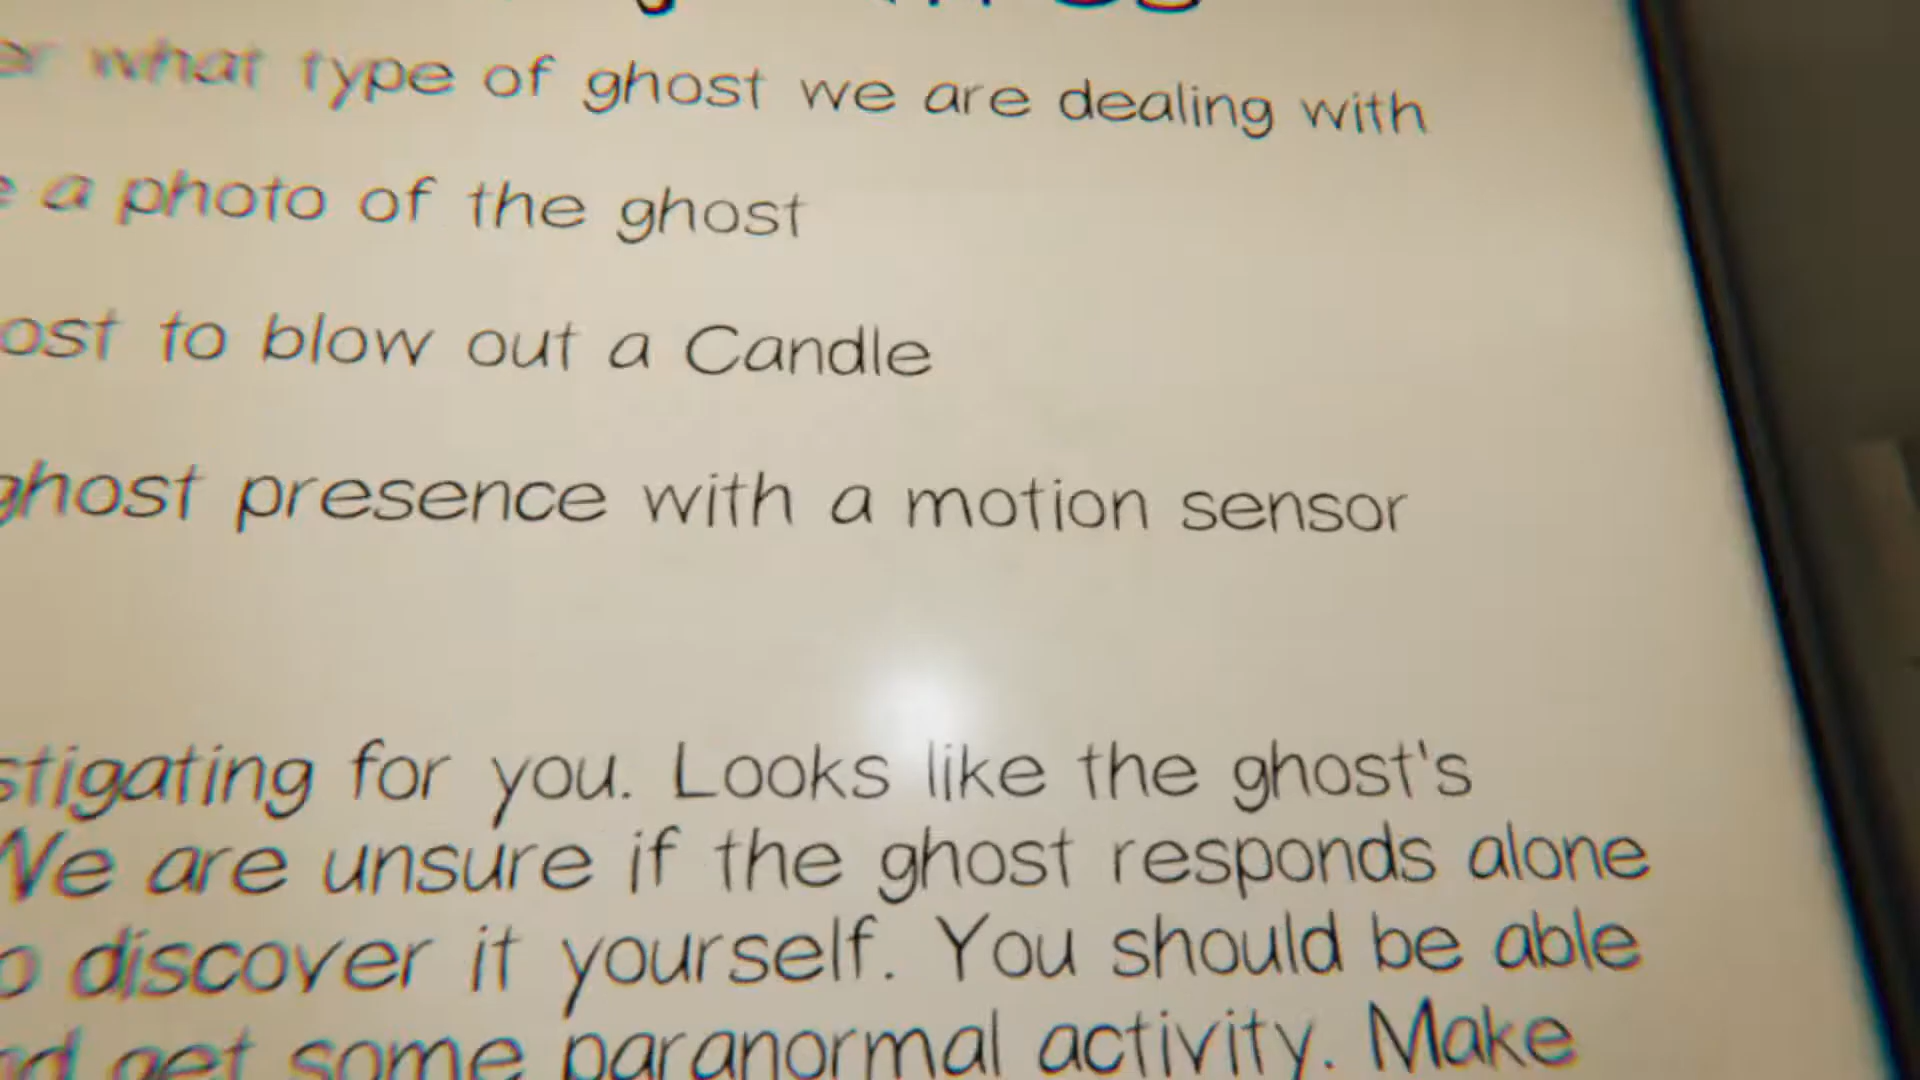 what type of ghost we are dealing with
a photo of the ghost
ost to blow out a Candle
ghost presence with a motion sensor
stigating for you. Looks like the ghost's
We are unsure if the ghost responds alone
o discover it yourself. You should be able
get some paranormal activity. Make